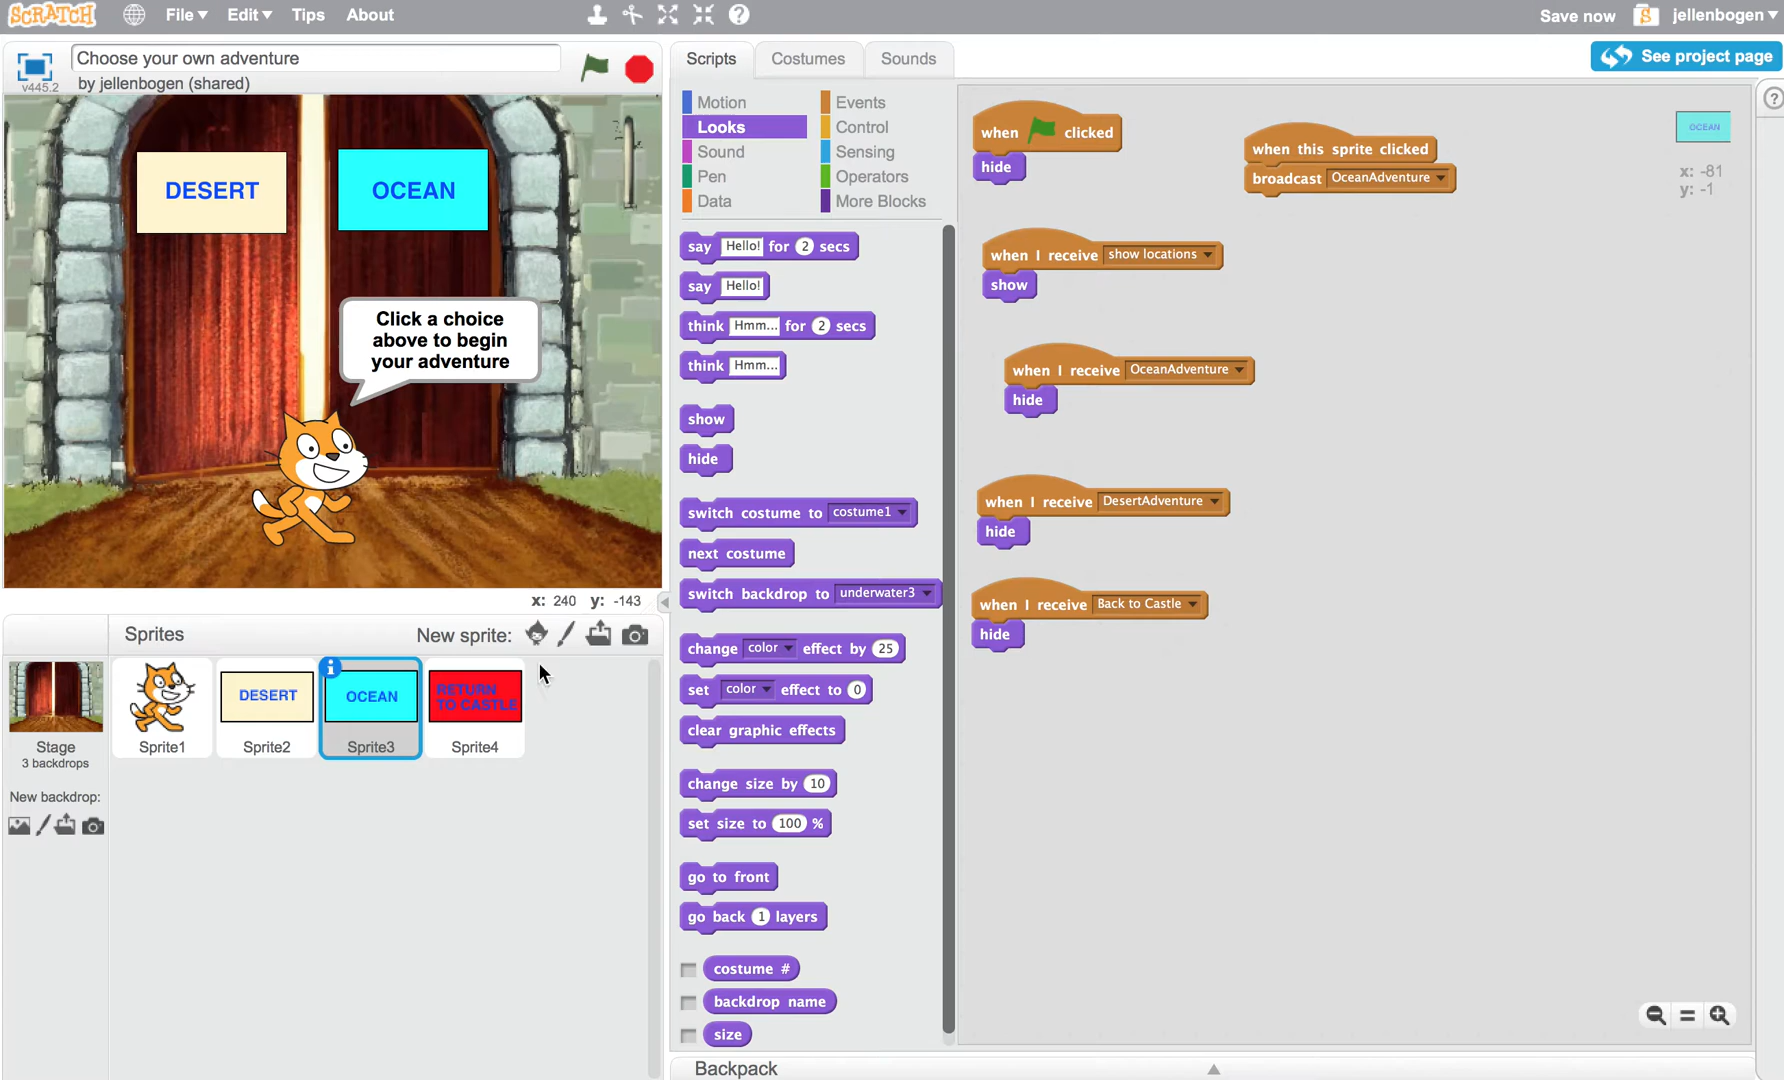 SCRATCH
File
Edit
Tips
About
Save now
jellenbogen
v445.2
Choose your own adventure
by jellenbogen (shared)
Scripts
Costumes
Sounds
See project page
DESERT
OCEAN
Click a choice
above to begin
your adventure
x: 240 y: -143
Motion
Looks
Sound
Pen
Data
Events
Control
Sensing
Operators
More Blocks
say Hello! for 2 secs
say Hello!
think Hmm... for 2 secs
think Hmm...
show
hide
switch costume to costume1
next costume
switch backdrop to underwater3
change color effect by 25
set color effect to 0
clear graphic effects
change size by 10
set size to 100 %
go to front
go back 1 layers
costume #
backdrop name
size
when clicked
hide
when this sprite clicked
broadcast OceanAdventure
when I receive show locations
show
when I receive OceanAdventure
hide
when I receive DesertAdventure
hide
when I receive Back to Castle
hide
OCEAN
x: -81
y: -1
Sprites
New sprite:
Stage
3 backdrops
New backdrop:
Sprite1
DESERT
Sprite2
OCEAN
Sprite3
RETURN
TO CASTLE
Sprite4
Backpack